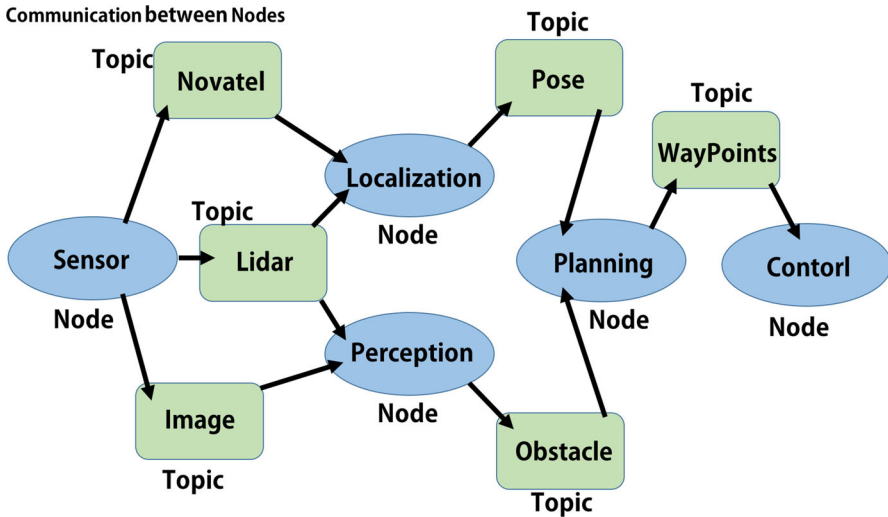 Communication between Nodes
Topic
Novatel
Topic
Pose
Topic
WayPoints
Localization
Node
Topic
Sensor
Node
Lidar
Planning
Node
Contorl
Node
Perception
Node
Image
Topic
Obstacle
Topic